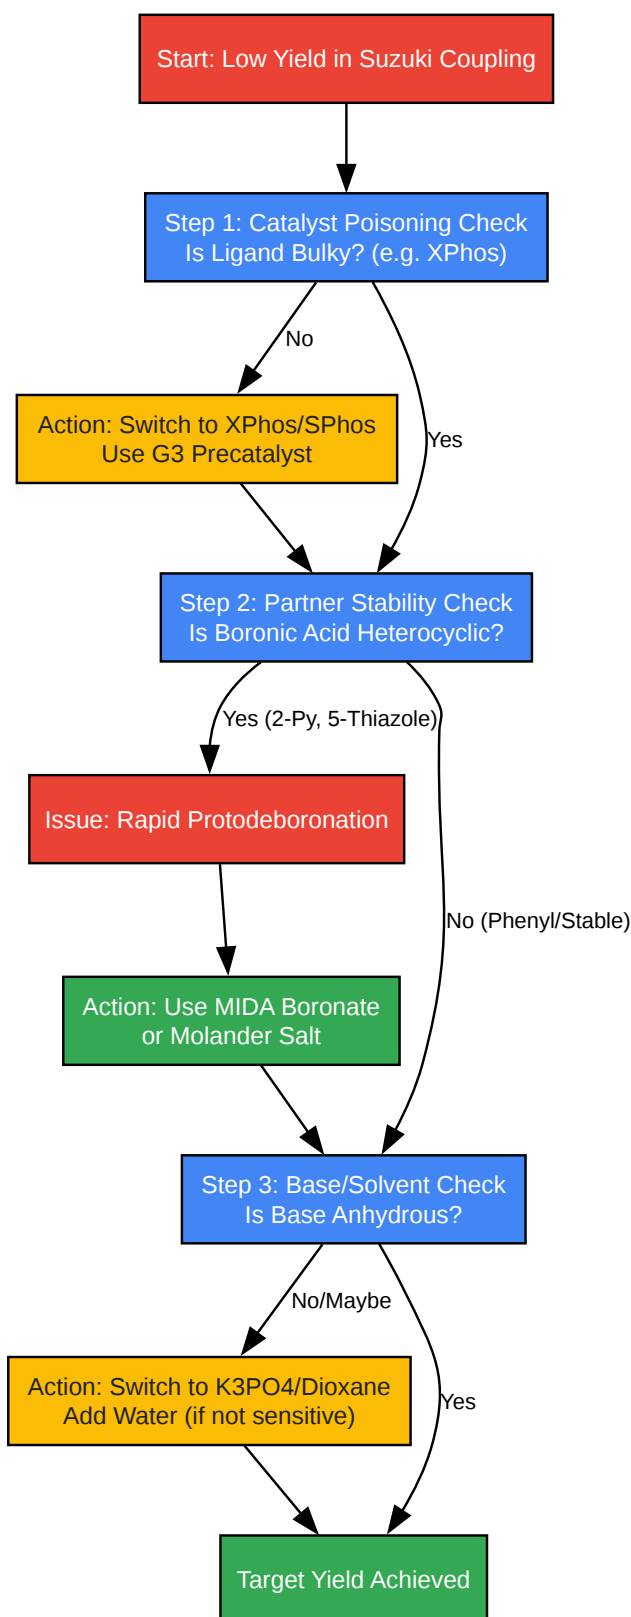 Start: Low Yield in Suzuki Coupling
Step 1: Catalyst Poisoning Check
Is Ligand Bulky? (e.g. XPhos)
No
Action: Switch to XPhos/SPhos
Use G3 Precatalyst
Yes
Step 2: Partner Stability Check
Is Boronic Acid Heterocyclic?
Yes (2-Py, 5-Thiazole)
Issue: Rapid Protodeboronation
No (Phenyl/Stable)
Action: Use MIDA Boronate
or Molander Salt
Step 3: Base/Solvent Check
Is Base Anhydrous?
No/Maybe
Action: Switch to K3PO4/Dioxane
Add Water (if not sensitive)
Yes
Target Yield Achieved